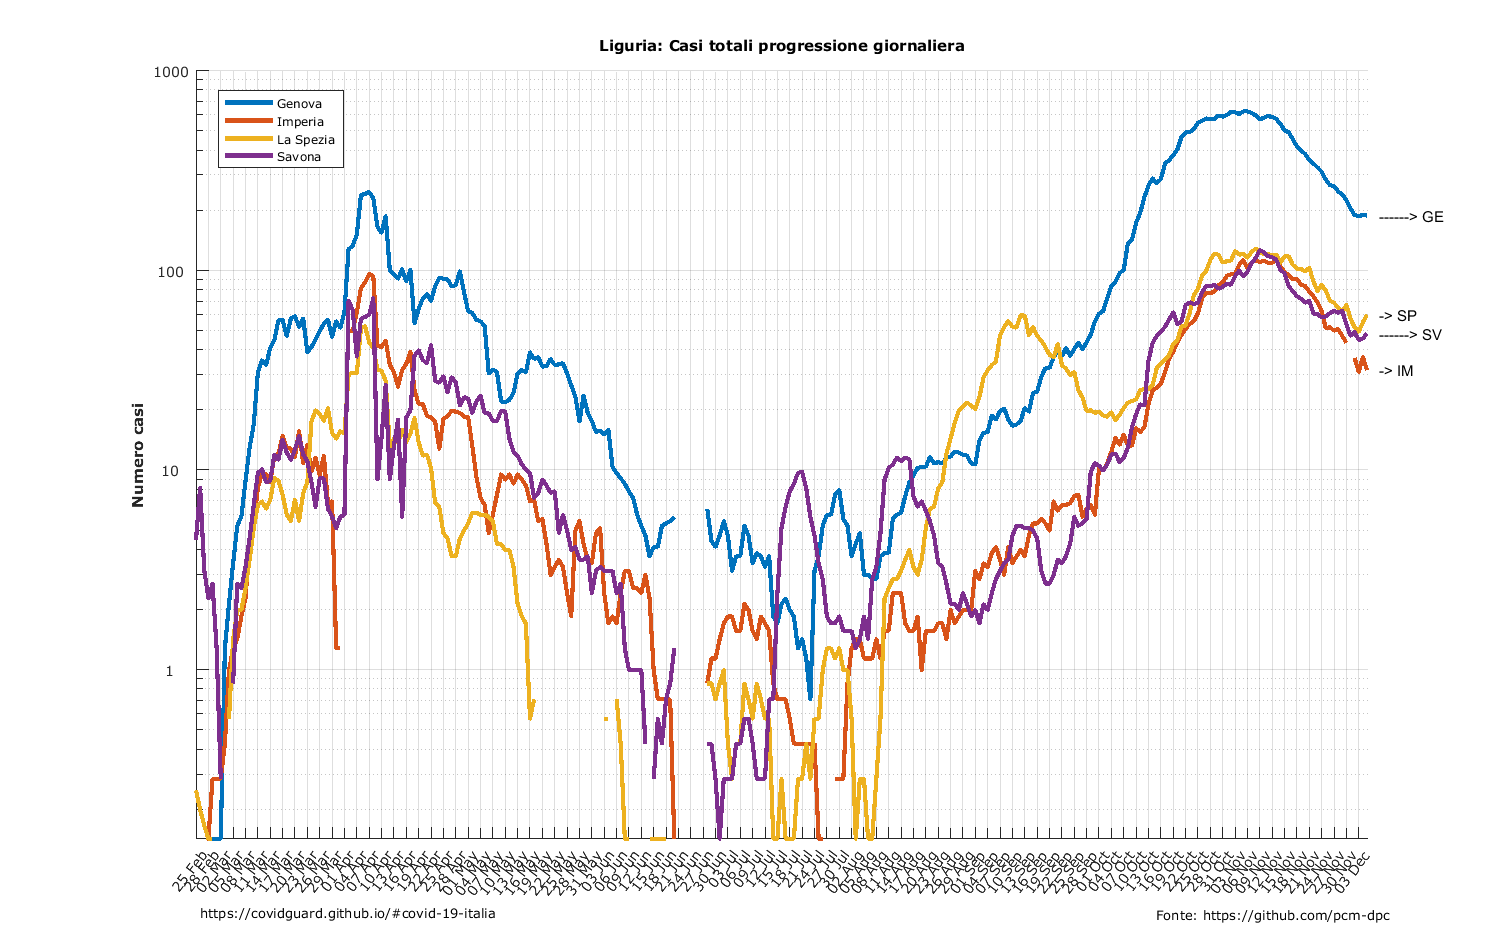 Liguria: Casi totali progressione giornaliera
1000
100
10
1
Numero casi
Genova
Imperia
La Spezia
Savona
------> GE
-> SP
------> SV
-> IM
25 Feb
28 Feb
02 Mar
05 Mar
08 Mar
11 Mar
14 Mar
17 Mar
20 Mar
23 Mar
26 Mar
29 Mar
01 Apr
04 Apr
07 Apr
10 Apr
13 Apr
16 Apr
19 Apr
22 Apr
25 Apr
28 Apr
01 May
04 May
07 May
10 May
13 May
16 May
19 May
22 May
25 May
28 May
31 May
03 Jun
06 Jun
09 Jun
12 Jun
15 Jun
18 Jun
21 Jun
24 Jun
27 Jun
30 Jun
03 Jul
06 Jul
09 Jul
12 Jul
15 Jul
18 Jul
21 Jul
24 Jul
27 Jul
30 Jul
02 Aug
05 Aug
08 Aug
11 Aug
14 Aug
17 Aug
20 Aug
23 Aug
26 Aug
29 Aug
01 Sep
04 Sep
07 Sep
10 Sep
13 Sep
16 Sep
19 Sep
22 Sep
25 Sep
28 Sep
01 Oct
04 Oct
07 Oct
10 Oct
13 Oct
16 Oct
19 Oct
22 Oct
25 Oct
28 Oct
31 Oct
03 Nov
06 Nov
09 Nov
12 Nov
15 Nov
18 Nov
21 Nov
24 Nov
27 Nov
30 Nov
03 Dec
https://covidguard.github.io/#covid-19-italia
Fonte: https://github.com/pcm-dpc